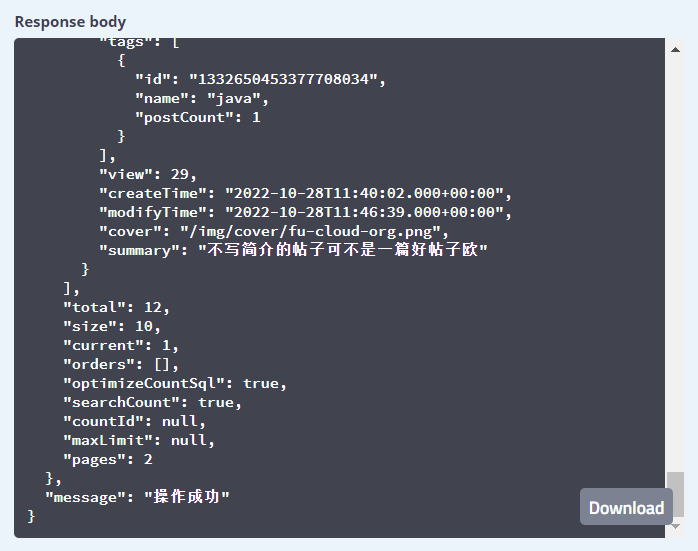 Response body
"tags": [
{
"id": "1332650453377708034",
"name": "java",
"postCount": 1
}
],
"view": 29,
"createTime": "2022-10-28T11:40:02.000+00:00",
"modifyTime": "2022-10-28T11:46:39.000+00:00",
"cover": "/img/cover/fu-cloud-org.png",
"summary": "不写简介的帖子可不是一篇好帖子欧"
}
],
"total": 12,
"size": 10,
"current": 1,
"orders": [],
"optimizeCountSql": true,
"searchCount": true,
"countId": null,
"maxLimit": null,
"pages": 2
},
"message": "操作成功"
}
Download